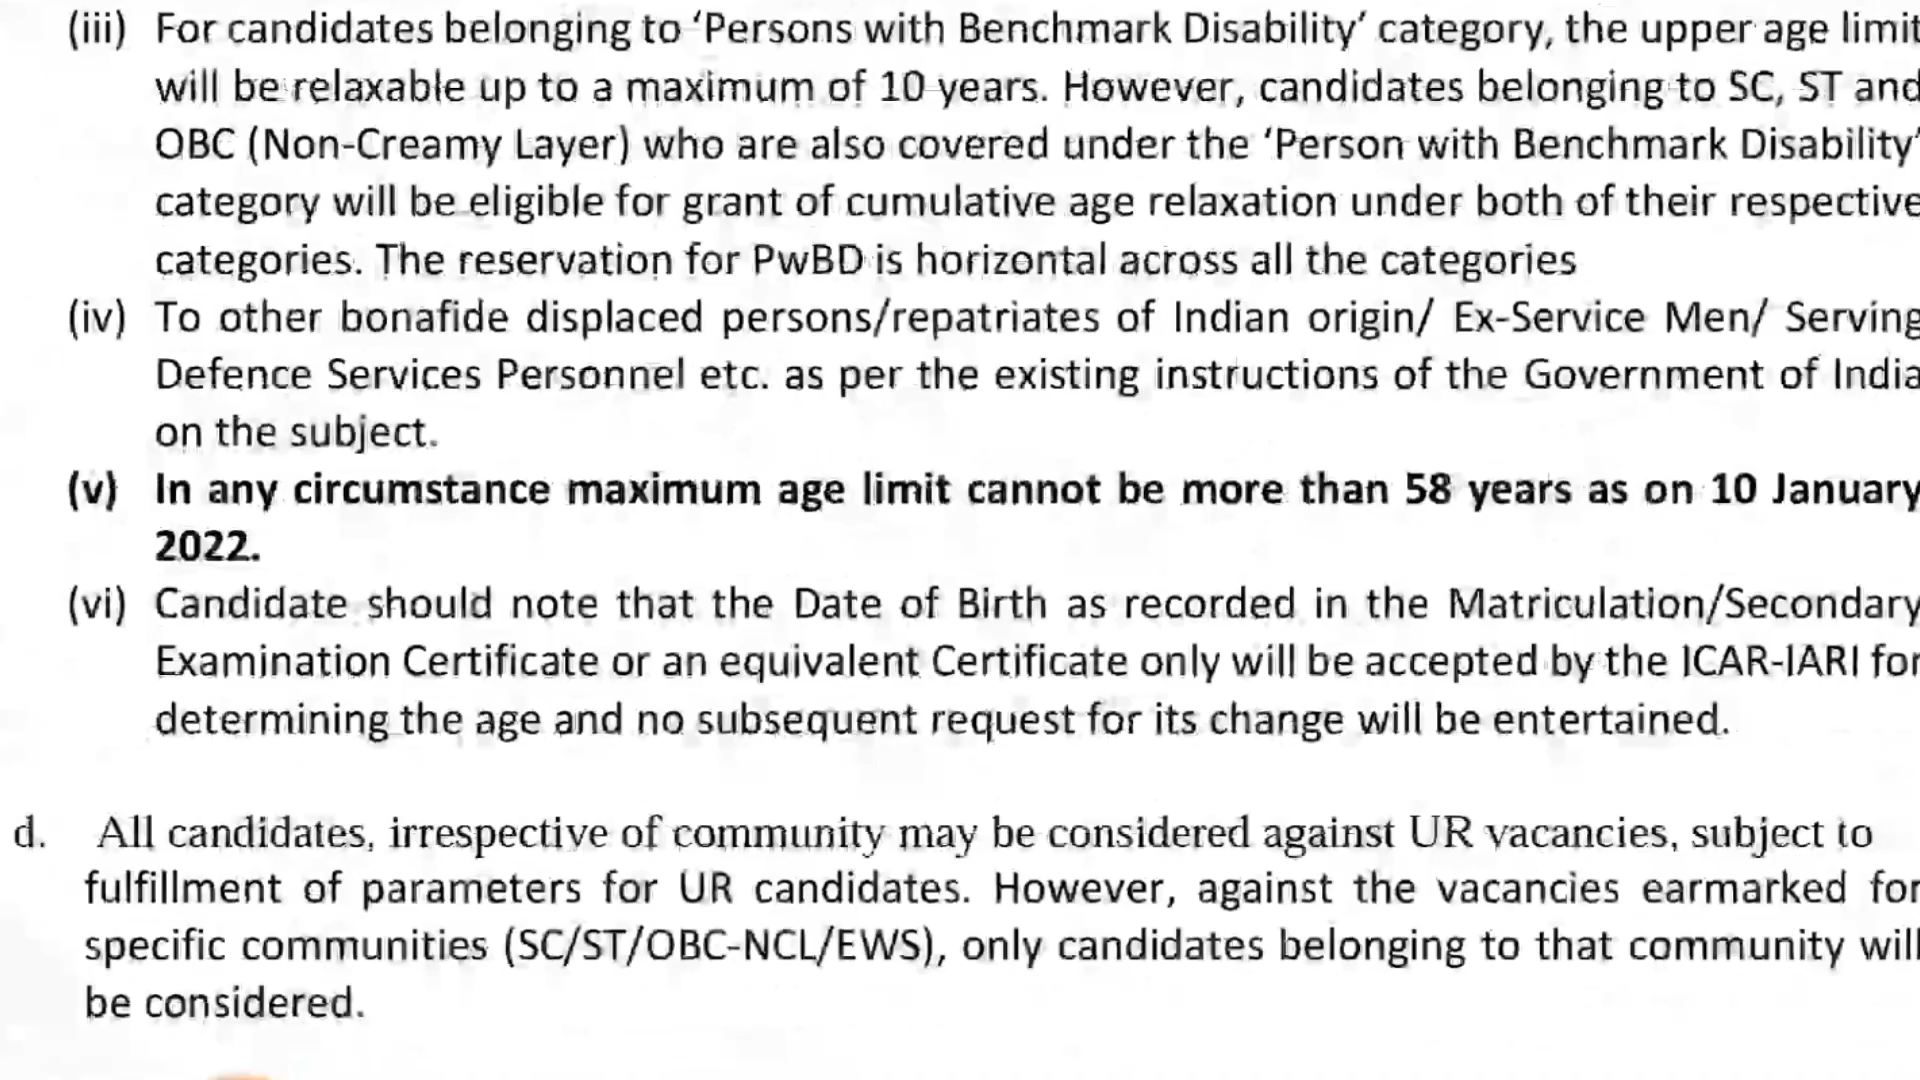 (iii) For candidates belonging to ‘Persons with Benchmark Disability’ category, the upper age limit
will be relaxable up to a maximum of 10 years. However, candidates belonging to SC, ST and
OBC (Non-Creamy Layer) who are also covered under the ‘Person with Benchmark Disability’
category will be eligible for grant of cumulative age relaxation under both of their respective
categories. The reservation for PwBD is horizontal across all the categories
(iv) To other bonafide displaced persons/repatriates of Indian origin/ Ex-Service Men/ Serving
Defence Services Personnel etc. as per the existing instructions of the Government of India
on the subject.
(v) In any circumstance maximum age limit cannot be more than 58 years as on 10 January
2022.
(vi) Candidate should note that the Date of Birth as recorded in the Matriculation/Secondary
Examination Certificate or an equivalent Certificate only will be accepted by the ICAR-IARI for
determining the age and no subsequent request for its change will be entertained.
d. All candidates, irrespective of community may be considered against UR vacancies, subject to
fulfillment of parameters for UR candidates. However, against the vacancies earmarked for
specific communities (SC/ST/OBC-NCL/EWS), only candidates belonging to that community will
be considered.